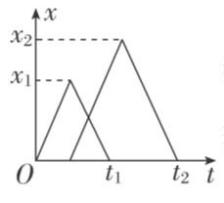 x
x₂
x₁
O t₁ t₂ t